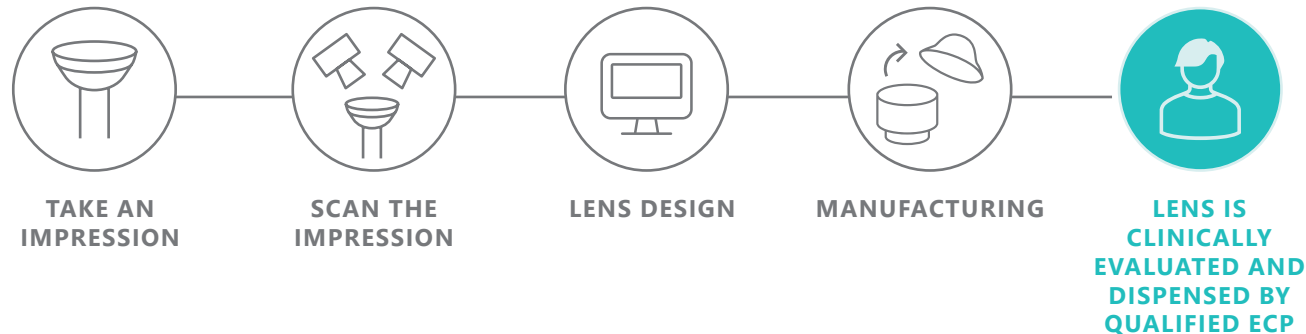 TAKE AN
IMPRESSION
SCAN THE
IMPRESSION
LENS DESIGN
MANUFACTURING
LENS IS
CLINICALLY
EVALUATED AND
DISPENSED BY
QUALIFIED ECP